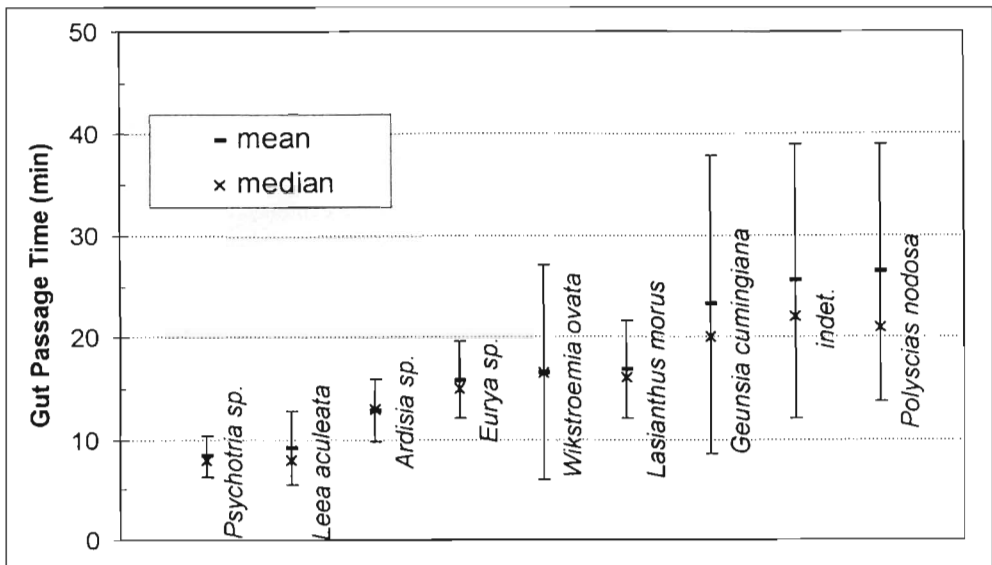 50
40
30
20
10
0
Gut Passage Time (min)
- mean
× median
Psychotria sp.
Leea aculeata
Ardisia sp.
Eurya sp.
Wikstroemia ovata
Lasianthus morus
Geunsia cumingiana
indet.
Polyscias nodosa